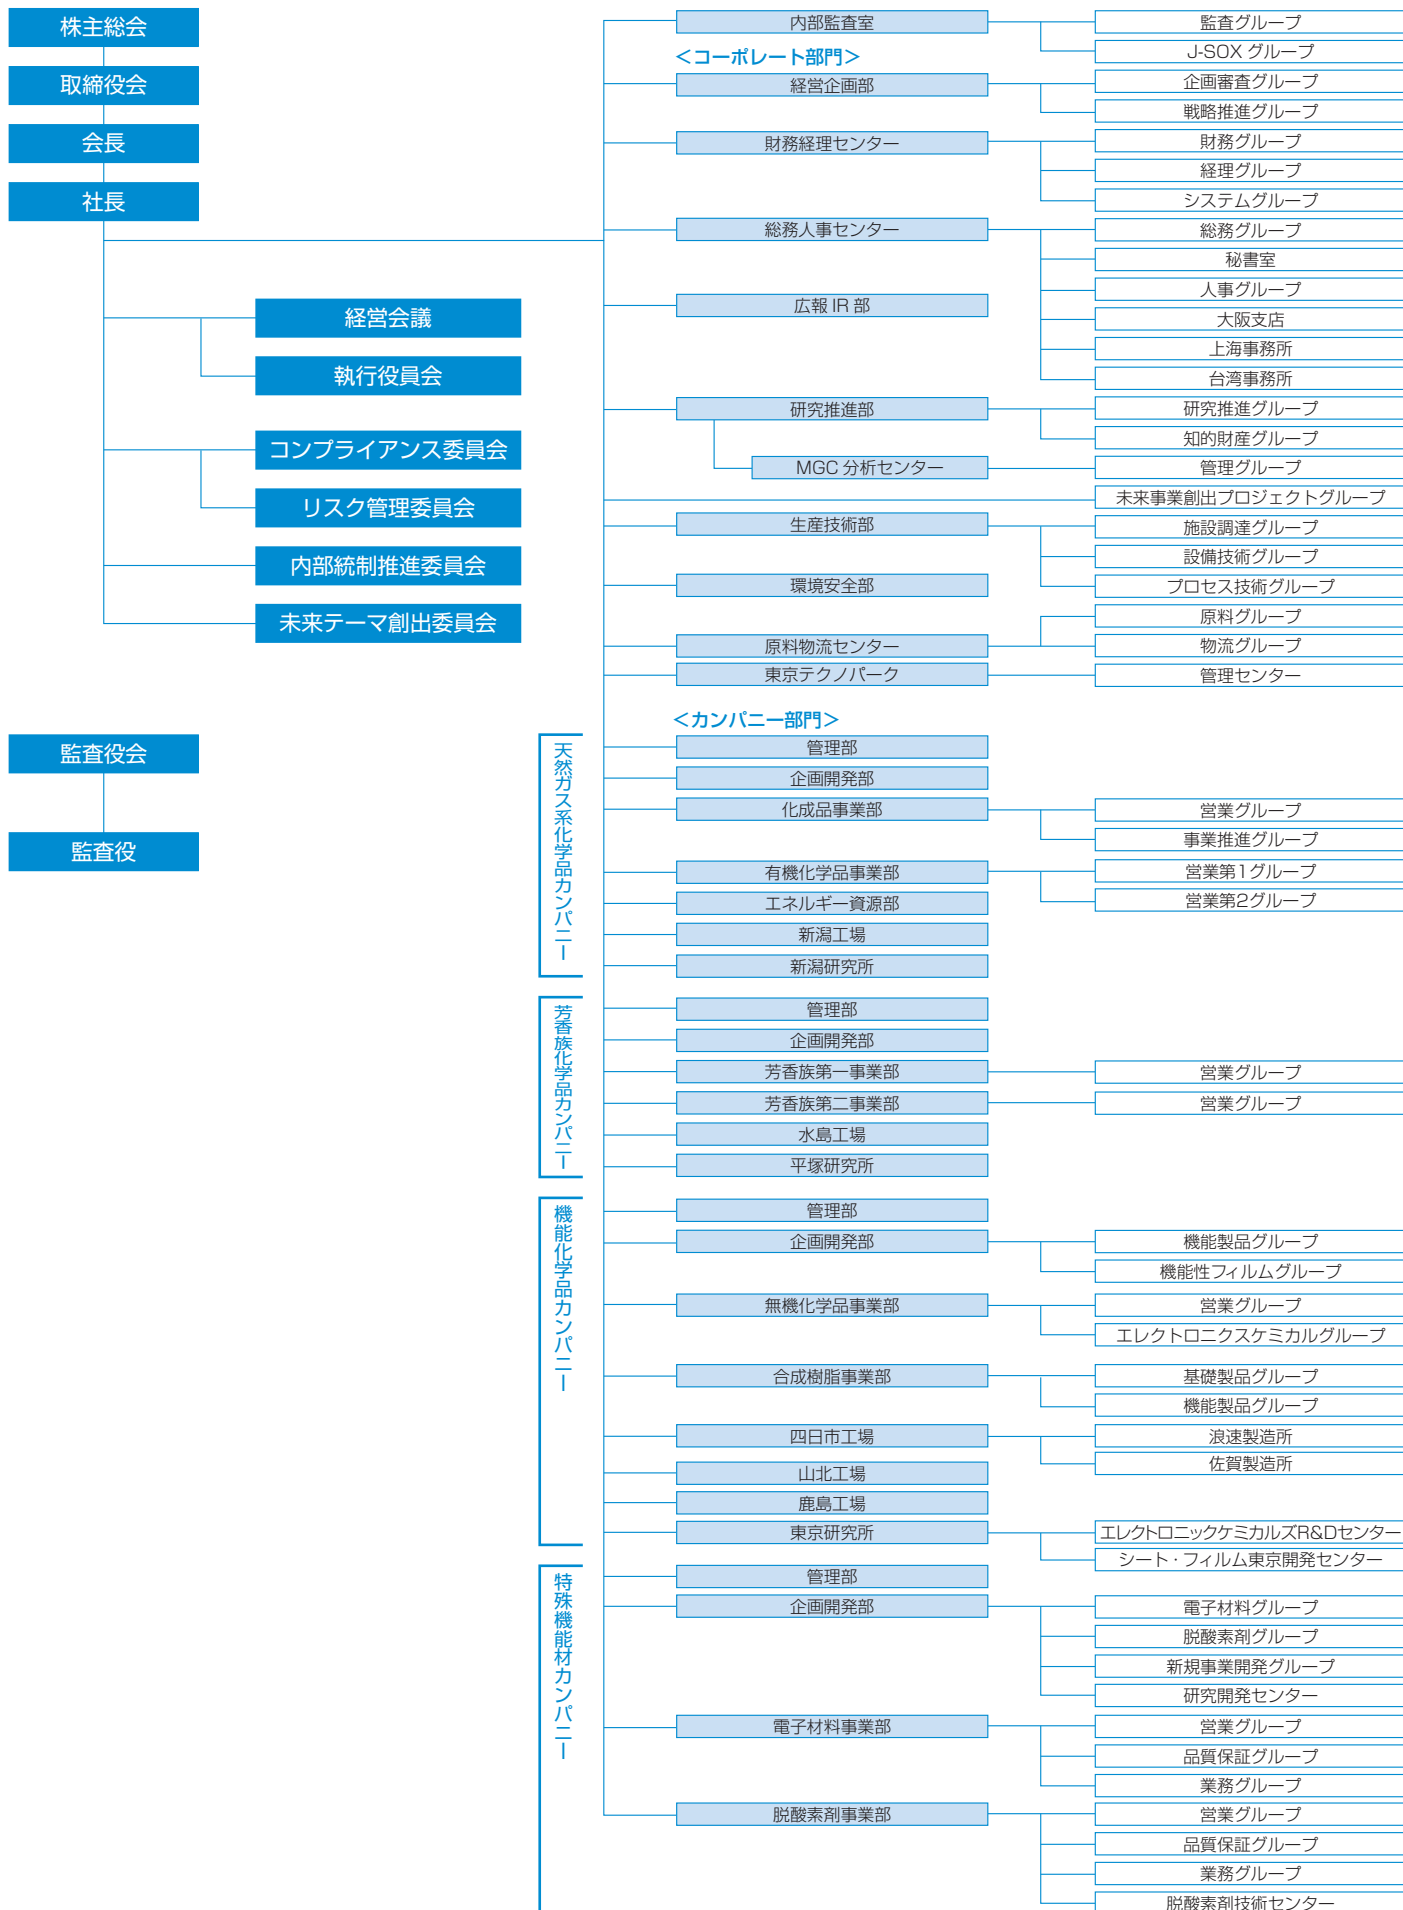 株主総会
取締役会
会長
社長
経営会議
執行役員会
コンプライアンス委員会
リスク管理委員会
内部統制推進委員会
未来テーマ創出委員会
監査役会
監査役
内部監査室
監査グループ
J-SOX グループ
＜コーポレート部門＞
経営企画部
企画審査グループ
戦略推進グループ
財務経理センター
財務グループ
経理グループ
システムグループ
総務人事センター
総務グループ
秘書室
人事グループ
大阪支店
上海事務所
台湾事務所
広報 IR 部
研究推進部
研究推進グループ
知的財産グループ
MGC 分析センター
管理グループ
未来事業創出プロジェクトグループ
生産技術部
施設調達グループ
設備技術グループ
プロセス技術グループ
環境安全部
原料物流センター
原料グループ
物流グループ
東京テクノパーク
管理センター
＜カンパニー部門＞
天然ガス系化学品カンパニー
管理部
企画開発部
化成品事業部
営業グループ
事業推進グループ
有機化学品事業部
営業第1グループ
営業第2グループ
エネルギー資源部
新潟工場
新潟研究所
芳香族化学品カンパニー
管理部
企画開発部
芳香族第一事業部
営業グループ
芳香族第二事業部
営業グループ
水島工場
平塚研究所
機能化学品カンパニー
管理部
企画開発部
機能製品グループ
機能性フィルムグループ
無機化学品事業部
営業グループ
エレクトロニクスケミカルグループ
合成樹脂事業部
基礎製品グループ
機能製品グループ
四日市工場
浪速製造所
佐賀製造所
山北工場
鹿島工場
東京研究所
エレクトロニックケミカルズR&Dセンター
シート・フィルム東京開発センター
特殊機能材カンパニー
管理部
企画開発部
電子材料グループ
脱酸素剤グループ
新規事業開発グループ
研究開発センター
電子材料事業部
営業グループ
品質保証グループ
業務グループ
脱酸素剤事業部
営業グループ
品質保証グループ
業務グループ
脱酸素剤技術センター